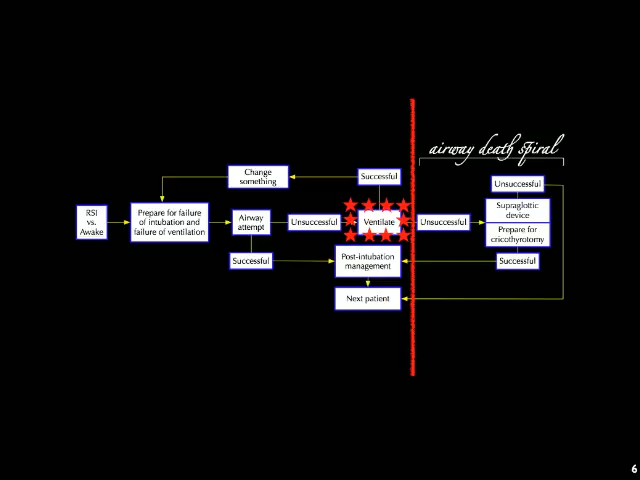 airway death spiral
Change
something
Successful
Unsuccessful
RSI
vs.
Awake
Prepare for failure
of intubation and
failure of ventilation
Airway
attempt
Unsuccessful
Ventilate
Unsuccessful
Supraglottic
device
Prepare for
cricothyrotomy
Successful
Post-intubation
management
Successful
Next patient
6